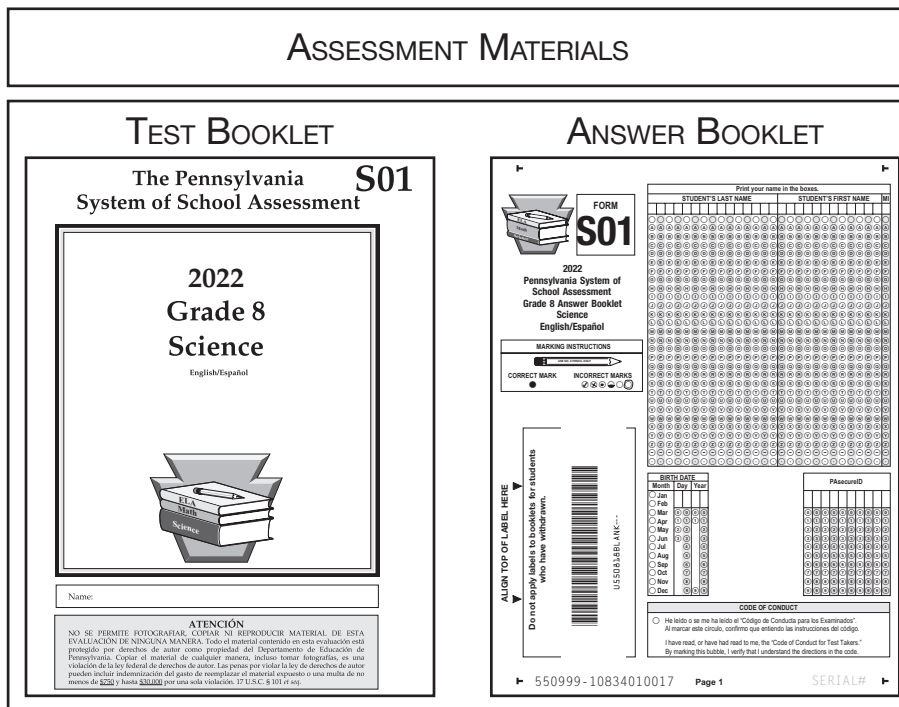 ASSESSMENT MATERIALS
TEST BOOKLET
The Pennsylvania
System of School Assessment
S01
2022
Grade 8
Science
English/Español
ELA
Math
Science
Name:
ATENCIÓN
NO SE PERMITE FOTOGRAFIAR, COPIAR NI REPRODUCIR MATERIAL DE ESTA
EVALUACIÓN DE NINGUNA MANERA. Todo el material contenido en esta evaluación está
protegido por derechos de autor como propiedad del Departamento de Educación de
Pennsylvania. Copiar el material de cualquier manera, incluso tomar fotografías, es una
violación de la ley federal de derechos de autor. Las penas por violar la ley de derechos de autor
pueden incluir indemnización del gasto de reemplazar el material expuesto o una multa de no
menos de $750 y hasta $30,000 por una sola violación. 17 U.S.C. § 101 et seq.
ANSWER BOOKLET
ELA
Math
FORM
S01
2022
Pennsylvania System of
School Assessment
Grade 8 Answer Booklet
Science
English/Español
MARKING INSTRUCTIONS
CORRECT MARK
INCORRECT MARKS
ALIGN TOP OF LABEL HERE
Do not apply labels to booklets for students
who have withdrawn.
Print your name in the boxes.
STUDENT'S LAST NAME
STUDENT'S FIRST NAME
MI
BIRTH DATE
Month Day Year
Jan
Feb
Mar
Apr
May
Jun
Jul
Aug
Sep
Oct
Nov
Dec
PAsecureID
CODE OF CONDUCT
He leído o se me ha leído el "Código de Conducta para los Examinados".
Al marcar este círculo, confirmo que entiendo las instrucciones del código.
I have read, or have had read to me, the "Code of Conduct for Test Takers."
By marking this bubble, I verify that I understand the directions in the code.
550999-10834010017
Page 1
SERIAL#